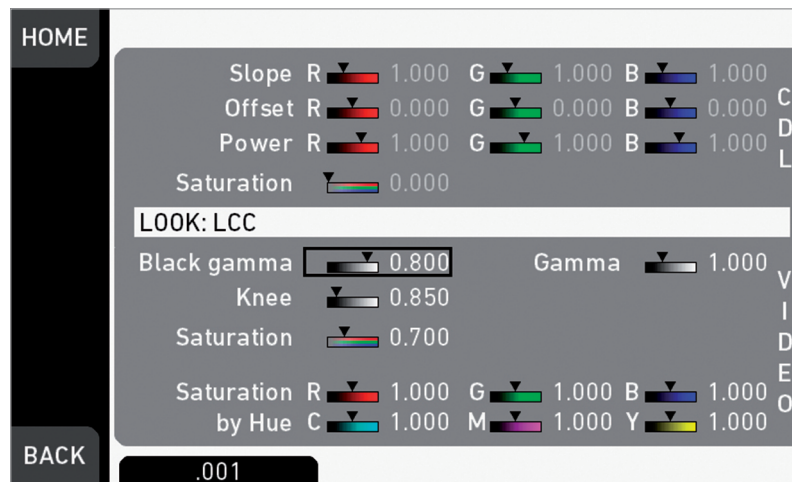 HOME
Slope R 1.000 G 1.000 B 1.000
Offset R 0.000 G 0.000 B 0.000
Power R 1.000 G 1.000 B 1.000
Saturation 0.000
CDL
LOOK: LCC
Black gamma 0.800 Gamma 1.000
Knee 0.850
Saturation 0.700
Saturation R 1.000 G 1.000 B 1.000
by Hue C 1.000 M 1.000 Y 1.000
VIDEO
BACK
.001